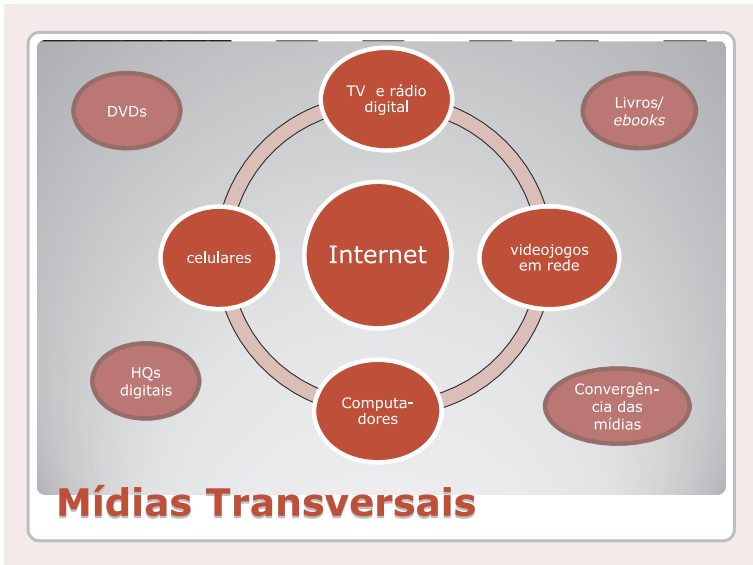 TV e rádio
digital
DVDs
Livros/
ebooks
celulares
Internet
videojogos
em rede
HQs
digitais
Computa-
dores
Convergên-
cia das
mídias
Mídias Transversais